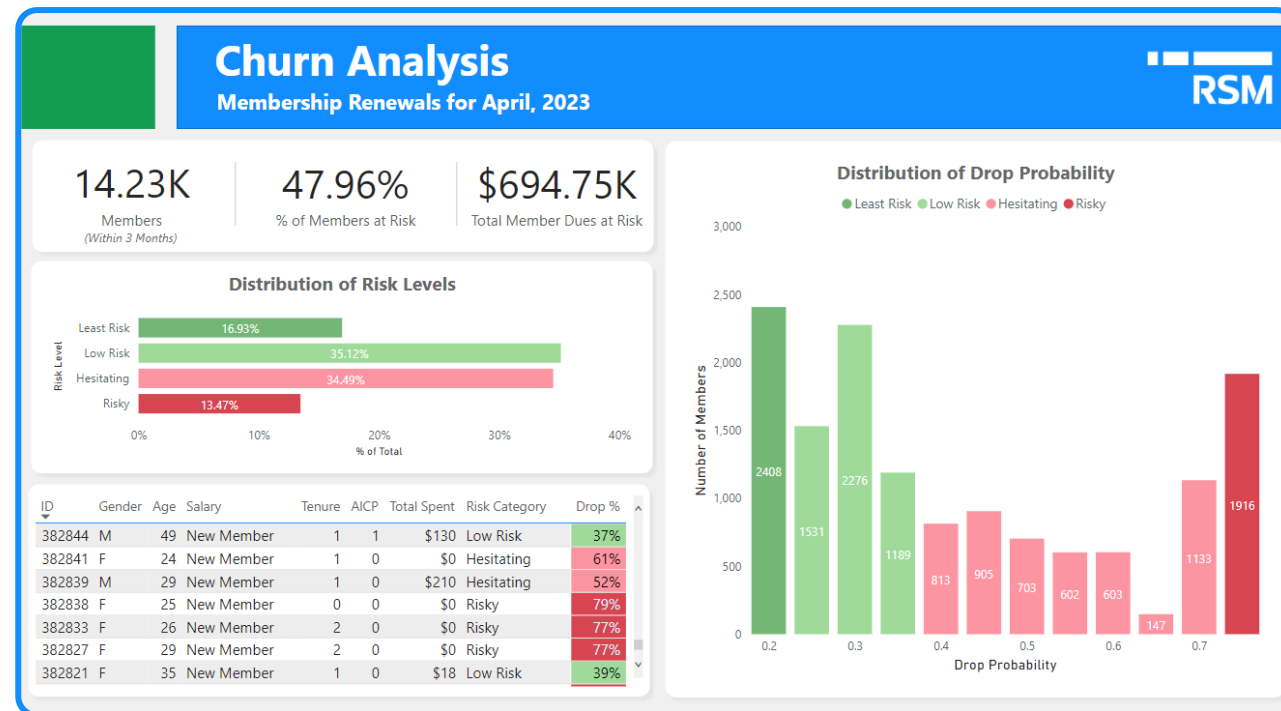 Churn Analysis
Membership Renewals for April, 2023
RSM
14.23K
Members
(Within 3 Months)
47.96%
% of Members at Risk
$694.75K
Total Member Dues at Risk
Distribution of Risk Levels
Risk Level
Least Risk 16.93%
Low Risk 35.12%
Hesitating 34.49%
Risky 13.47%
0% 10% 20% 30% 40%
% of Total
ID Gender Age Salary Tenure AICP Total Spent Risk Category Drop %
382844 M 49 New Member 1 1 $130 Low Risk 37%
382841 F 24 New Member 1 0 $0 Hesitating 61%
382839 M 29 New Member 1 0 $210 Hesitating 52%
382838 F 25 New Member 0 0 $0 Risky 79%
382833 F 26 New Member 2 0 $0 Risky 77%
382827 F 29 New Member 2 0 $0 Risky 77%
382821 F 35 New Member 1 0 $18 Low Risk 39%
Distribution of Drop Probability
Least Risk Low Risk Hesitating Risky
Number of Members
3,000
2,500
2,000
1,500
1,000
500
0
2408 1531 2276 1189 813 905 703 602 603 147 1133 1916
0.2 0.3 0.4 0.5 0.6 0.7
Drop Probability